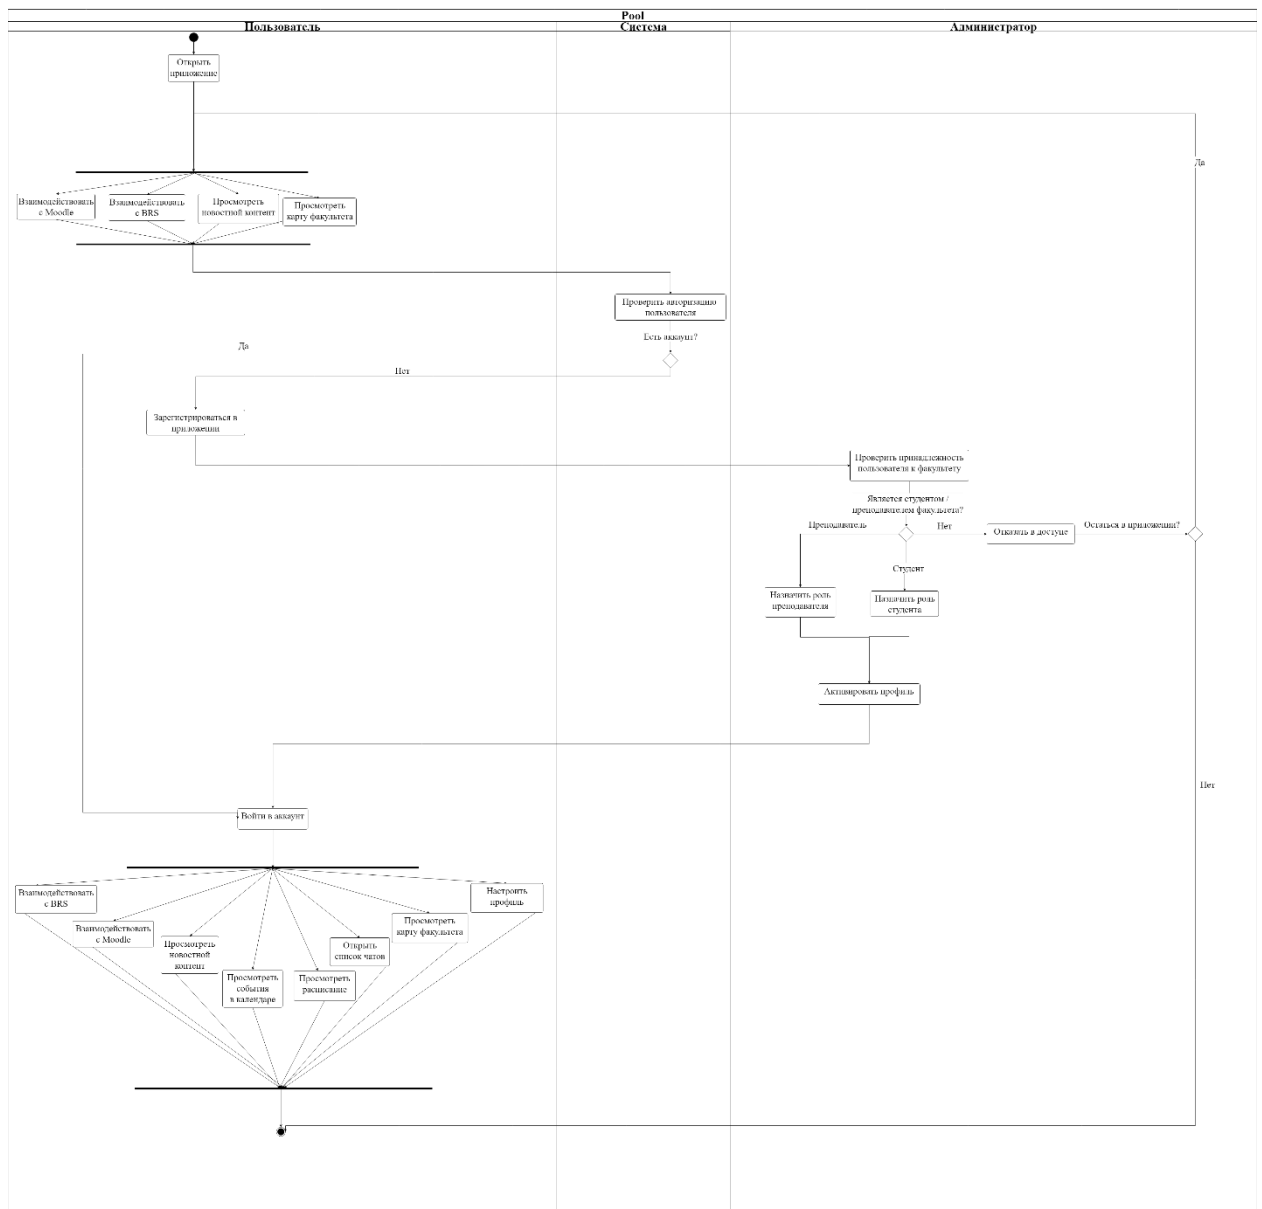 Pool
Пользователь
Система
Администратор
Открыть
приложение
Да
Взаимодействовать
с Moodle
Взаимодействовать
с BRS
Просмотреть
новостной контент
Просмотреть
карту факультета
Проверить авторизацию
пользователя
Есть аккаунт?
Да
Нет
Зарегистрироваться в
приложении
Проверить принадлежность
пользователя к факультету
Является студентом /
преподавателем факультета?
Преподаватель
Нет
Отказать в доступе
Остаться в приложении?
Студент
Назначить роль
преподавателя
Назначить роль
студента
Активировать профиль
Нет
Войти в аккаунт
Взаимодействовать
с BRS
Взаимодействовать
с Moodle
Просмотреть
новостной
контент
Просмотреть
события
в календаре
Просмотреть
расписание
Открыть
список чатов
Просмотреть
карту факультета
Настроить
профиль